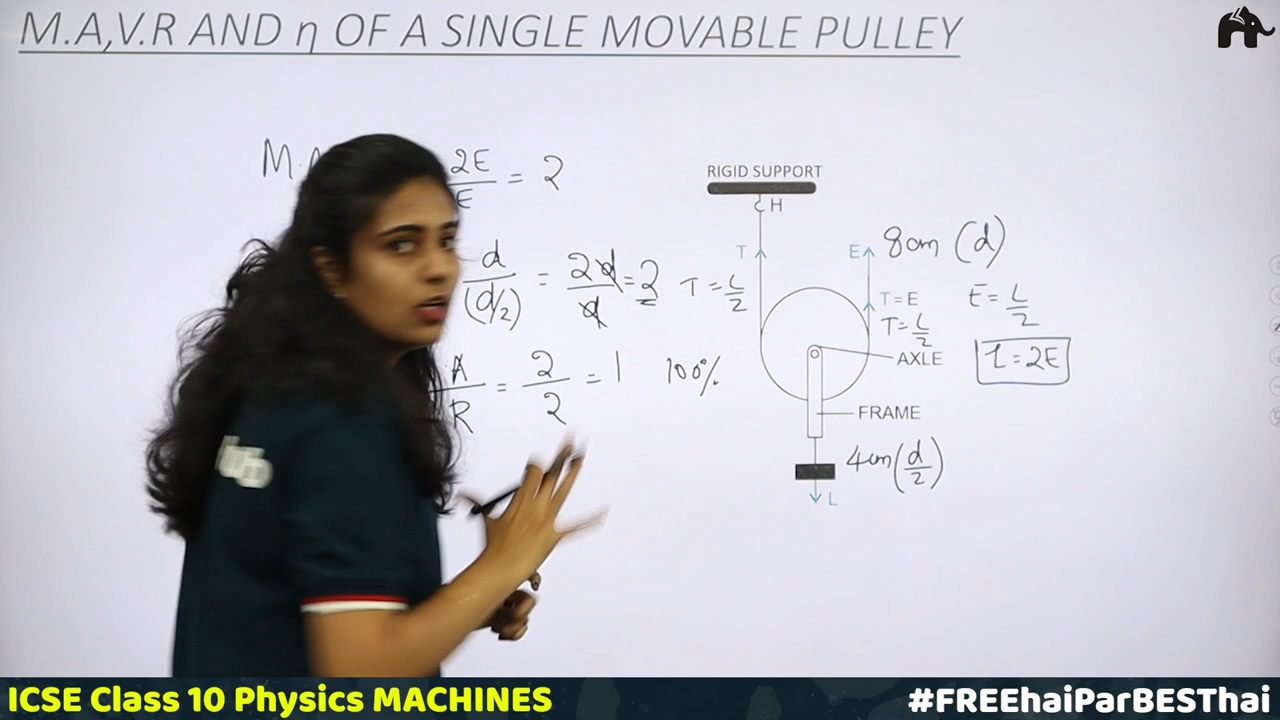 M.A,V.R AND η OF A SINGLE MOVABLE PULLEY
M.A 2E/E = 2
d/(d/2) = 2d/d = 2
A/R = 2/2 = 1 100%
RIGID SUPPORT
H
T
E
8cm (d)
T = L/2
T = E
T = L/2
E = L/2
L = 2E
AXLE
FRAME
4cm (d/2)
L
ICSE Class 10 Physics MACHINES
#FREEhaiParBESThai